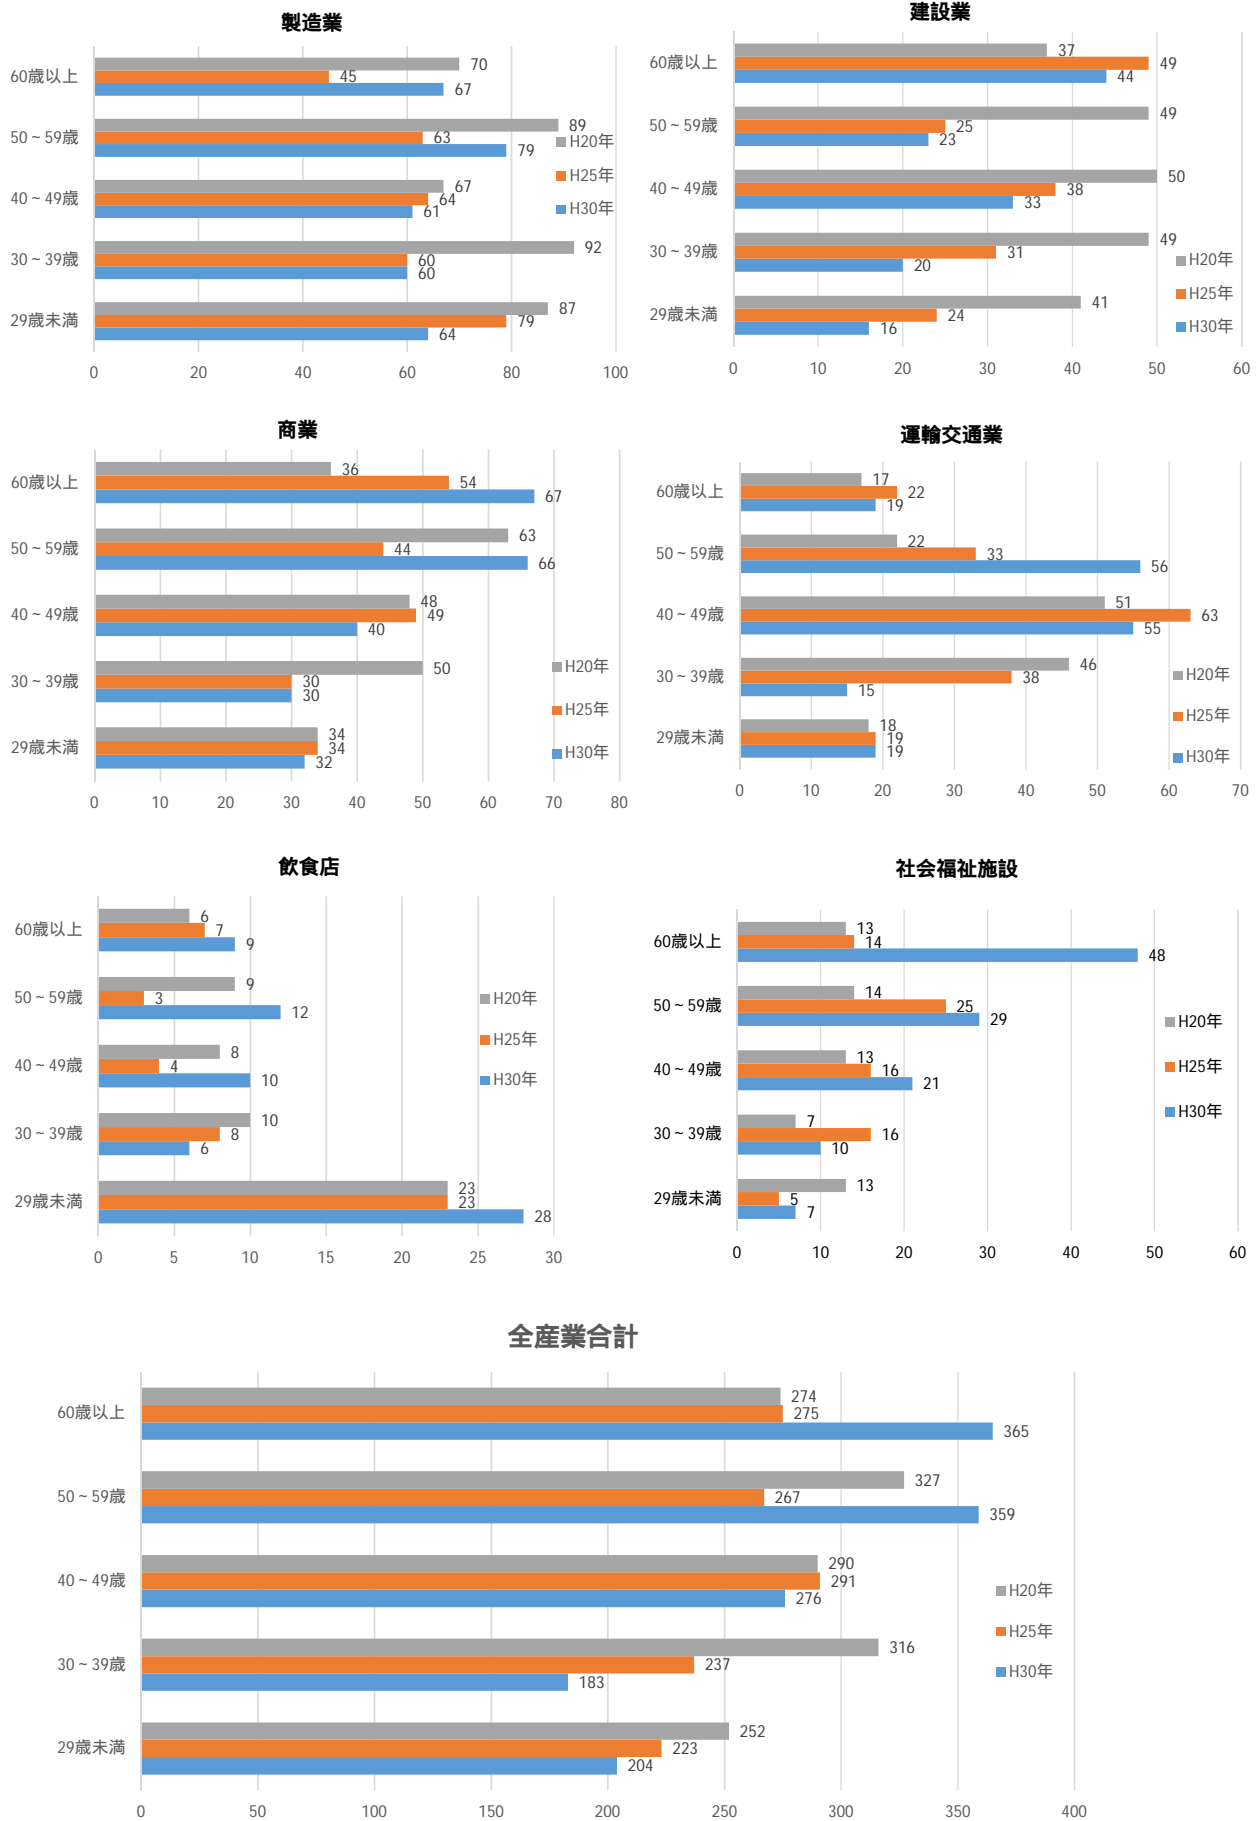 製造業
60歳以上
70
45
67
50～59歳
89
63
79
40～49歳
67
64
61
30～39歳
92
60
60
29歳未満
87
79
64
H20年
H25年
H30年
0 20 40 60 80 100
建設業
60歳以上
37
49
44
50～59歳
49
25
23
40～49歳
50
38
33
30～39歳
49
31
20
29歳未満
41
24
16
H20年
H25年
H30年
0 10 20 30 40 50 60
商業
60歳以上
36
54
67
50～59歳
63
44
66
40～49歳
48
49
40
30～39歳
50
30
30
29歳未満
34
34
32
H20年
H25年
H30年
0 10 20 30 40 50 60 70 80
運輸交通業
60歳以上
17
22
19
50～59歳
22
33
56
40～49歳
51
63
55
30～39歳
46
38
15
29歳未満
18
19
19
H20年
H25年
H30年
0 10 20 30 40 50 60 70
飲食店
60歳以上
6
7
9
50～59歳
9
3
12
40～49歳
8
4
10
30～39歳
10
8
6
29歳未満
23
23
28
H20年
H25年
H30年
0 5 10 15 20 25 30
社会福祉施設
60歳以上
13
14
48
50～59歳
14
25
29
40～49歳
13
16
21
30～39歳
7
16
10
29歳未満
13
5
7
H20年
H25年
H30年
0 10 20 30 40 50 60
全産業合計
60歳以上
274
275
365
50～59歳
327
267
359
40～49歳
290
291
276
30～39歳
316
237
183
29歳未満
252
223
204
H20年
H25年
H30年
0 50 100 150 200 250 300 350 400